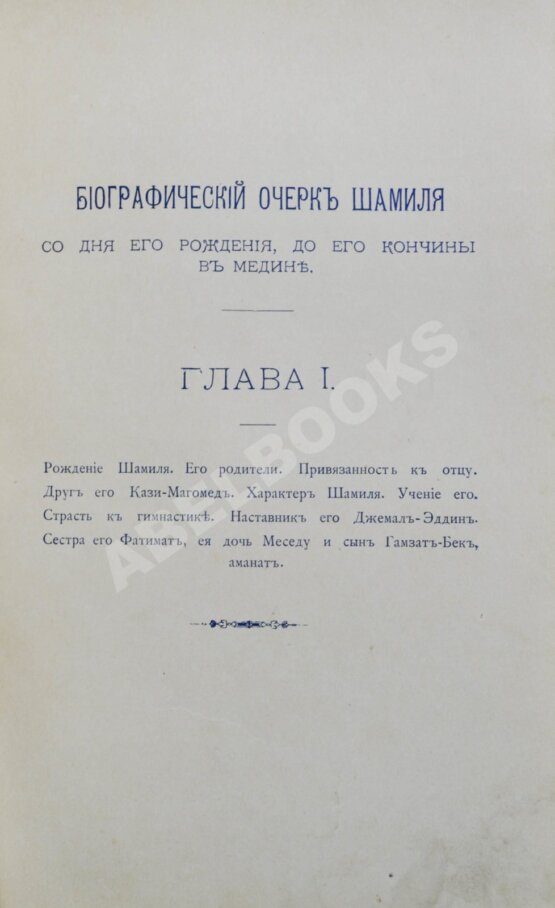 БІОГРАФИЧЕСКІЙ ОЧЕРКЪ ШАМИЛЯ
СО ДНЯ ЕГО РОЖДЕНІЯ, ДО ЕГО КОНЧИНЫ
ВЪ МЕДИНѢ.
ГЛАВА I.
Рожденіе Шамиля. Его родители. Привязанность къ отцу.
Другъ его Кази-Магомедъ. Характеръ Шамиля. Ученіе его.
Страсть къ гимнастикѣ. Наставникъ его Джемалъ-Эддинъ.
Сестра его Фатиматъ, ея дочь Меседу и сынъ Гамзатъ-Бекъ,
аманатъ.
ABELBOOKS